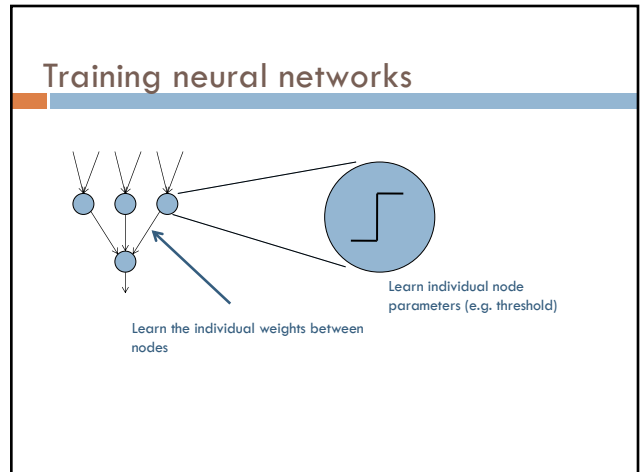 Training neural networks
Learn individual node
parameters (e.g. threshold)
Learn the individual weights between
nodes